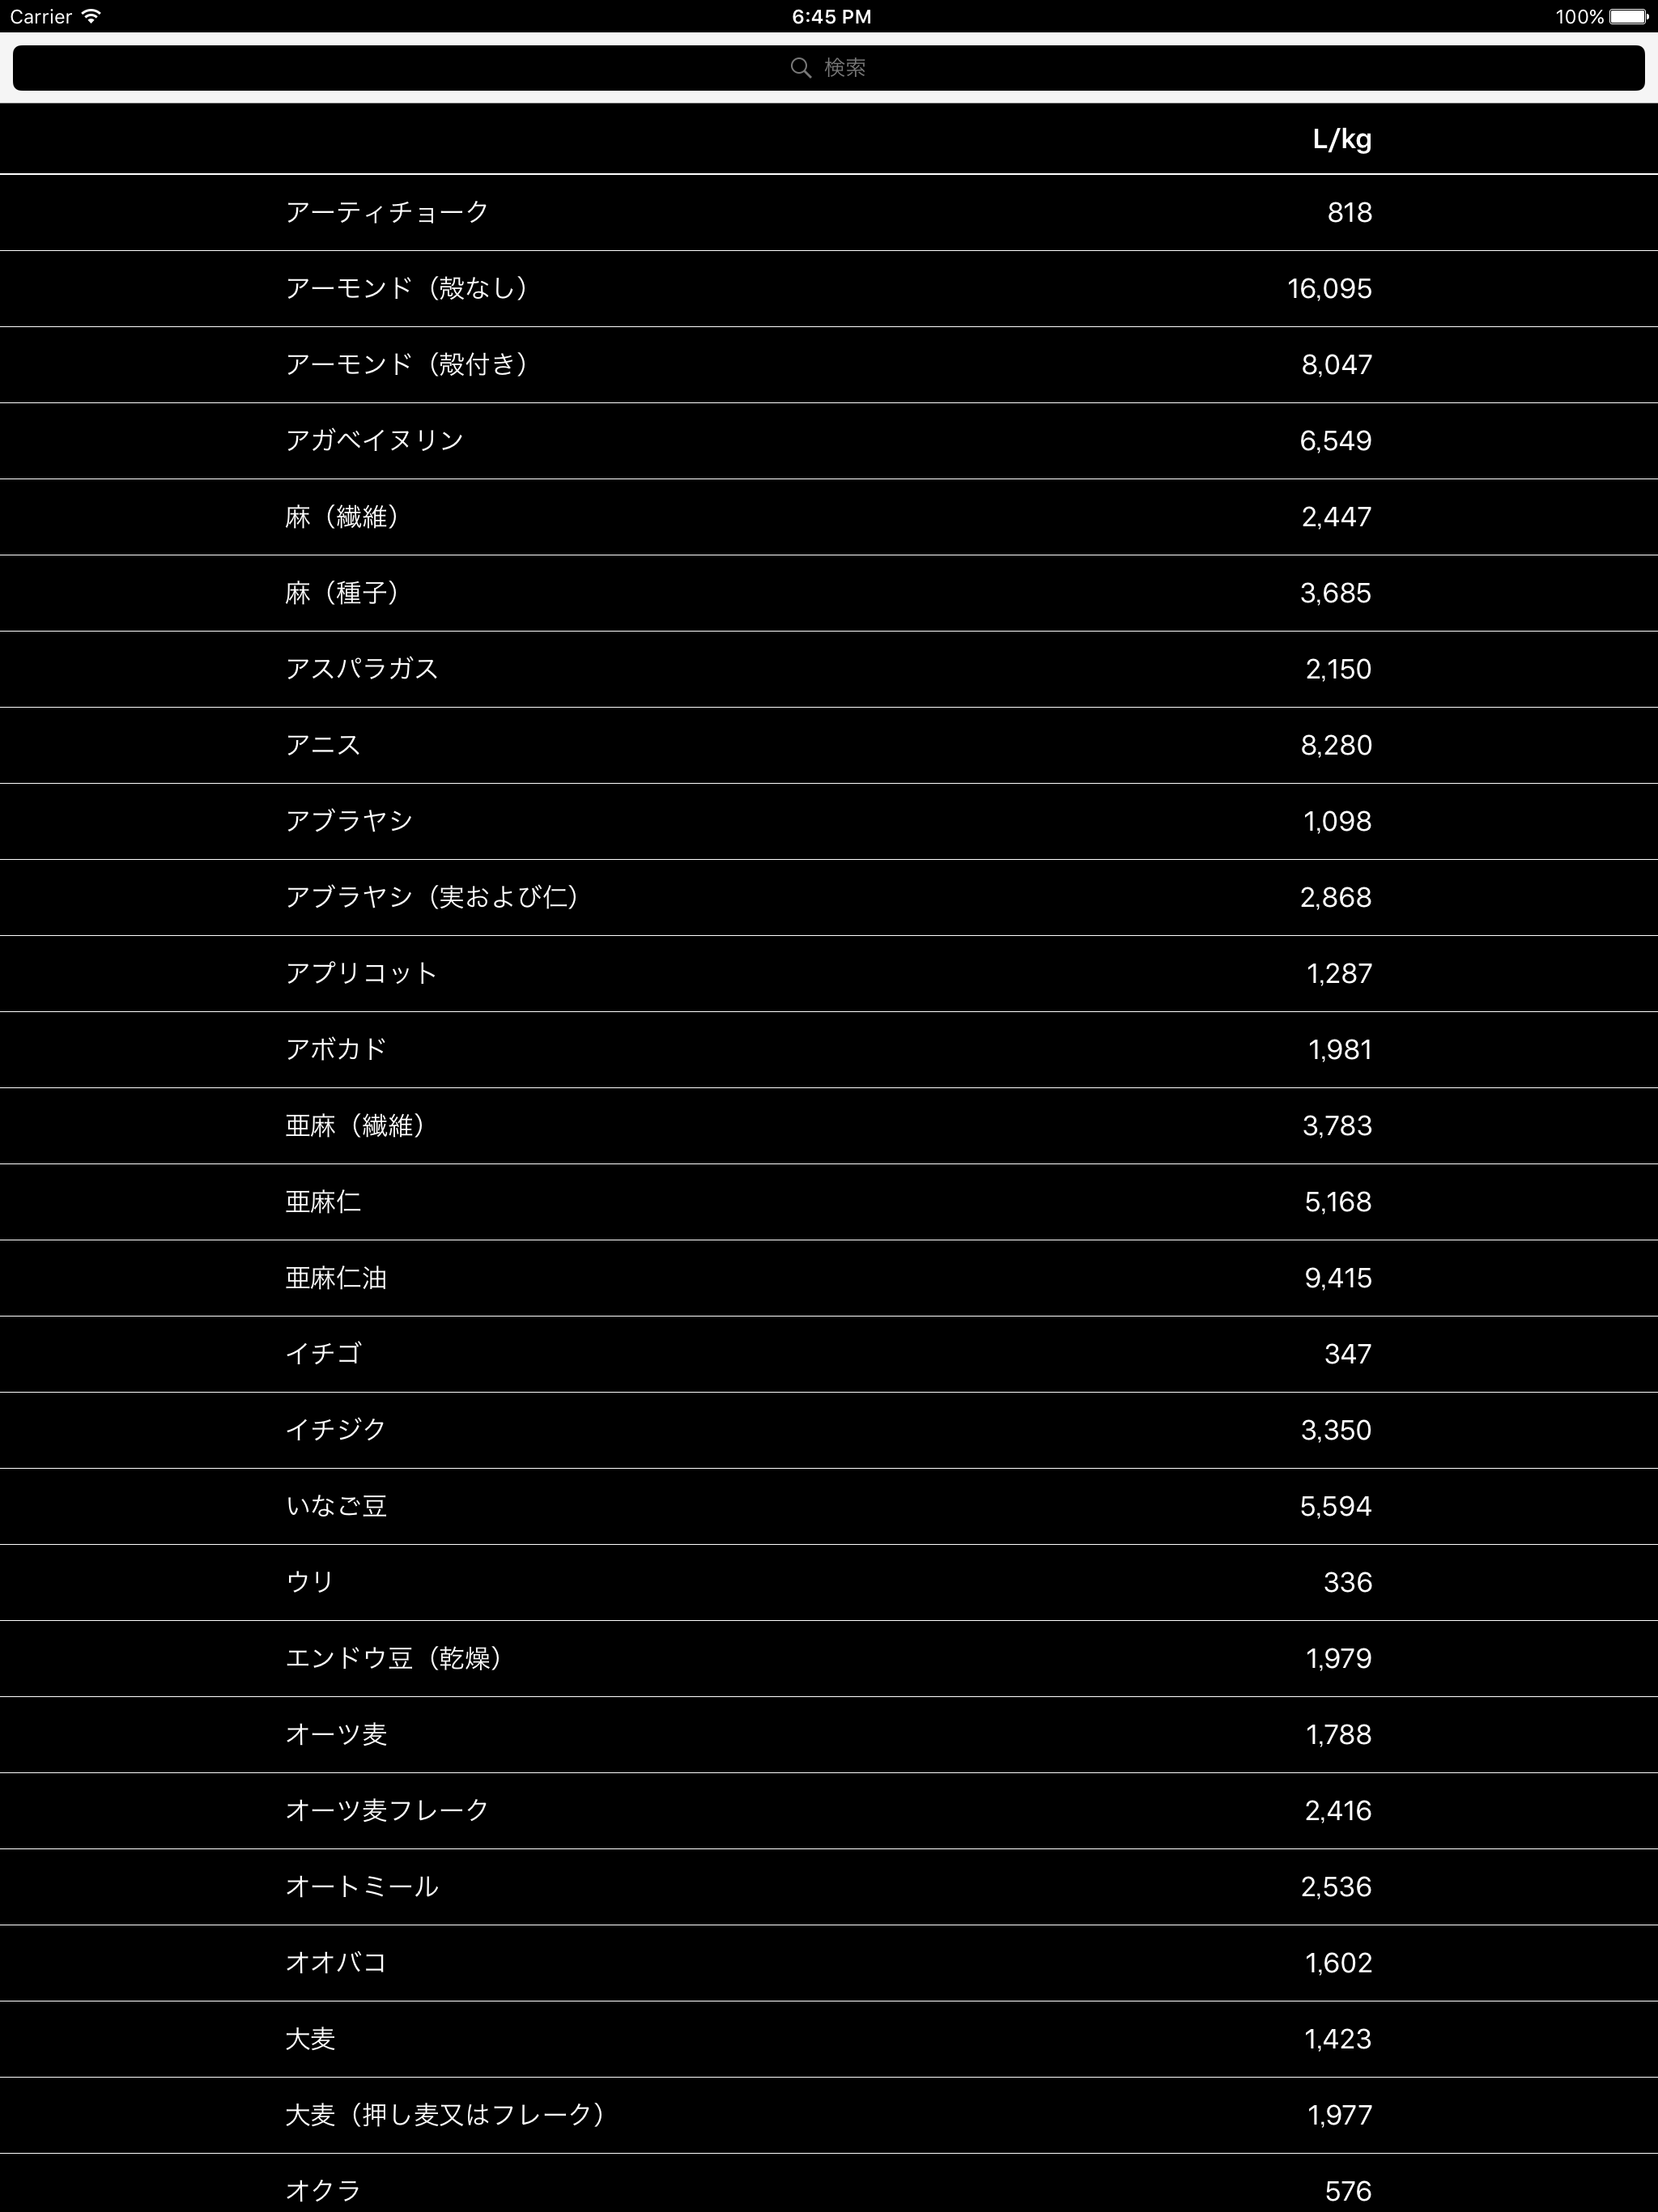 Carrier 6:45 PM 100%
検索
L/kg
アーティチョーク 818
アーモンド（殻なし） 16,095
アーモンド（殻付き） 8,047
アガベイヌリン 6,549
麻（繊維） 2,447
麻（種子） 3,685
アスパラガス 2,150
アニス 8,280
アブラヤシ 1,098
アブラヤシ（実および仁） 2,868
アプリコット 1,287
アボカド 1,981
亜麻（繊維） 3,783
亜麻仁 5,168
亜麻仁油 9,415
イチゴ 347
イチジク 3,350
いなご豆 5,594
ウリ 336
エンドウ豆（乾燥） 1,979
オーツ麦 1,788
オーツ麦フレーク 2,416
オートミール 2,536
オオバコ 1,602
大麦 1,423
大麦（押し麦又はフレーク） 1,977
オクラ 576